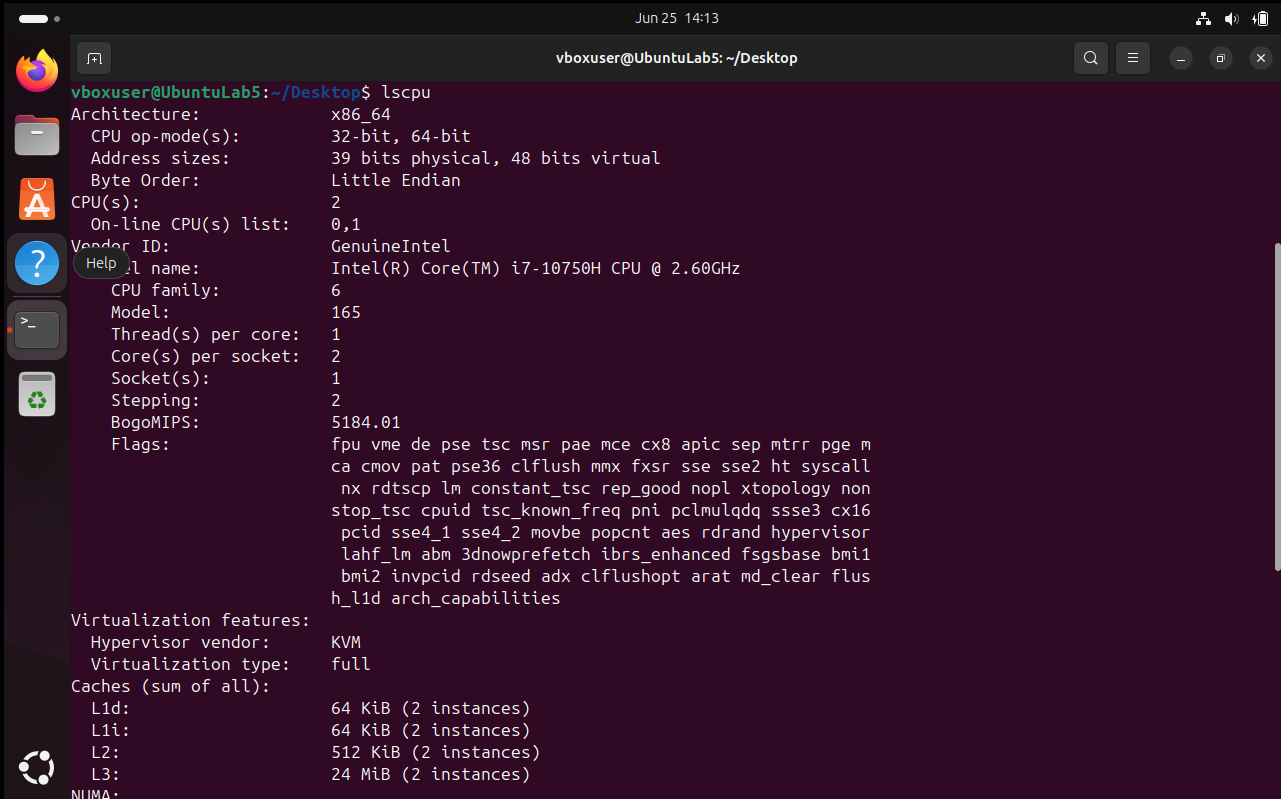 Jun 25 14:13
vboxuser@UbuntuLab5: ~/Desktop
vboxuser@UbuntuLab5:~/Desktop$ lscpu
Architecture: x86_64
CPU op-mode(s): 32-bit, 64-bit
Address sizes: 39 bits physical, 48 bits virtual
Byte Order: Little Endian
CPU(s): 2
On-line CPU(s) list: 0,1
Vendor ID: GenuineIntel
Help
l name: Intel(R) Core(TM) i7-10750H CPU @ 2.60GHz
CPU family: 6
Model: 165
Thread(s) per core: 1
Core(s) per socket: 2
Socket(s): 1
Stepping: 2
BogoMIPS: 5184.01
Flags: fpu vme de pse tsc msr pae mce cx8 apic sep mtrr pge m
ca cmov pat pse36 clflush mmx fxsr sse sse2 ht syscall
nx rdtscp lm constant_tsc rep_good nopl xtopology non
stop_tsc cpuid tsc_known_freq pni pclmulqdq ssse3 cx16
pcid sse4_1 sse4_2 movbe popcnt aes rdrand hypervisor
lahf_lm abm 3dnowprefetch ibrs_enhanced fsgsbase bmi1
bmi2 invpcid rdseed adx clflushopt arat md_clear flus
h_l1d arch_capabilities
Virtualization features:
Hypervisor vendor: KVM
Virtualization type: full
Caches (sum of all):
L1d: 64 KiB (2 instances)
L1i: 64 KiB (2 instances)
L2: 512 KiB (2 instances)
L3: 24 MiB (2 instances)
NUMA: